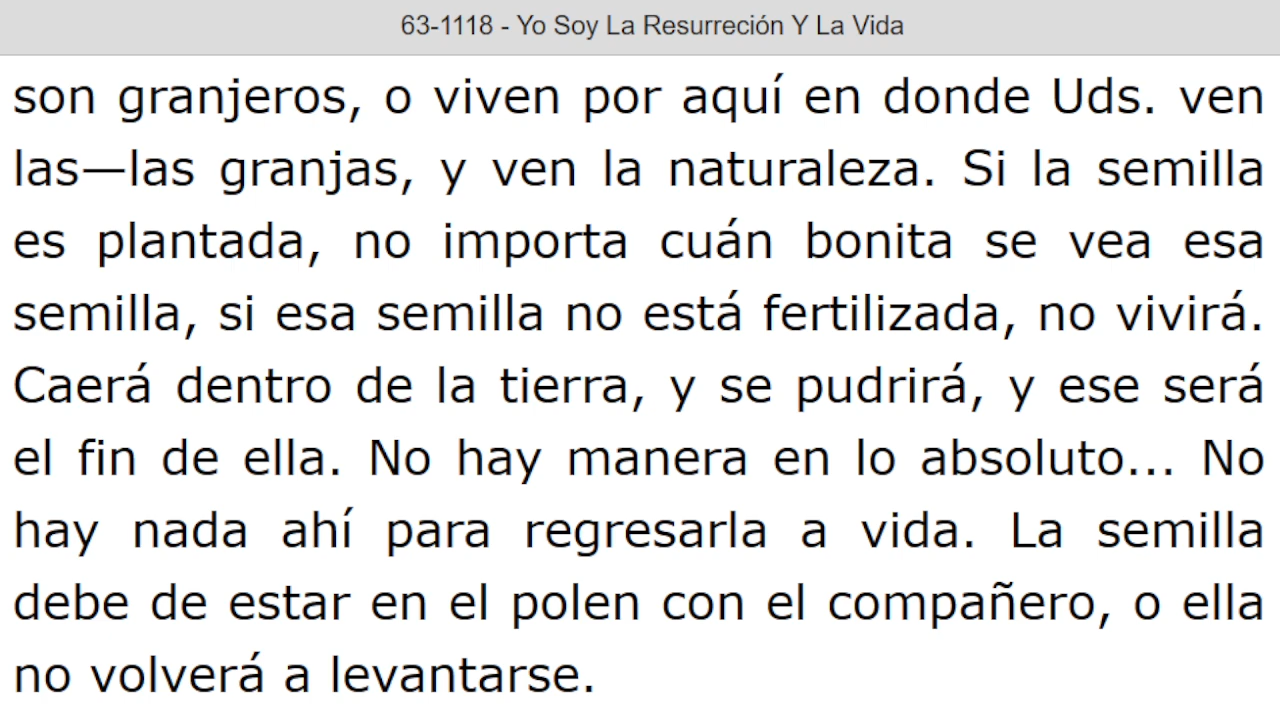 63-1118 - Yo Soy La Resurreción Y La Vida
son granjeros, o viven por aquí en donde Uds. ven
las—las granjas, y ven la naturaleza. Si la semilla
es plantada, no importa cuán bonita se vea esa
semilla, si esa semilla no está fertilizada, no vivirá.
Caerá dentro de la tierra, y se pudrirá, y ese será
el fin de ella. No hay manera en lo absoluto... No
hay nada ahí para regresarla a vida. La semilla
debe de estar en el polen con el compañero, o ella
no volverá a levantarse.